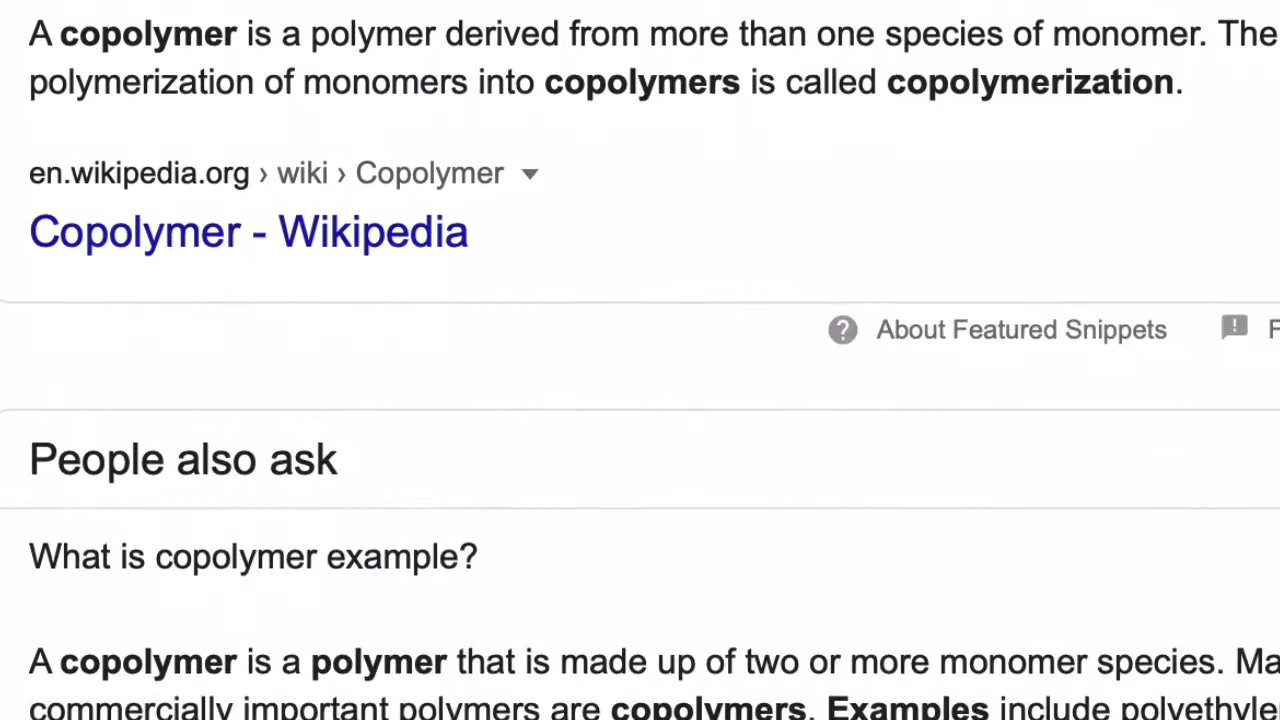 A copolymer is a polymer derived from more than one species of monomer. The
polymerization of monomers into copolymers is called copolymerization.
en.wikipedia.org › wiki › Copolymer
Copolymer - Wikipedia
About Featured Snippets
People also ask
What is copolymer example?
A copolymer is a polymer that is made up of two or more monomer species.
commercially important polymers are copolymers. Examples include